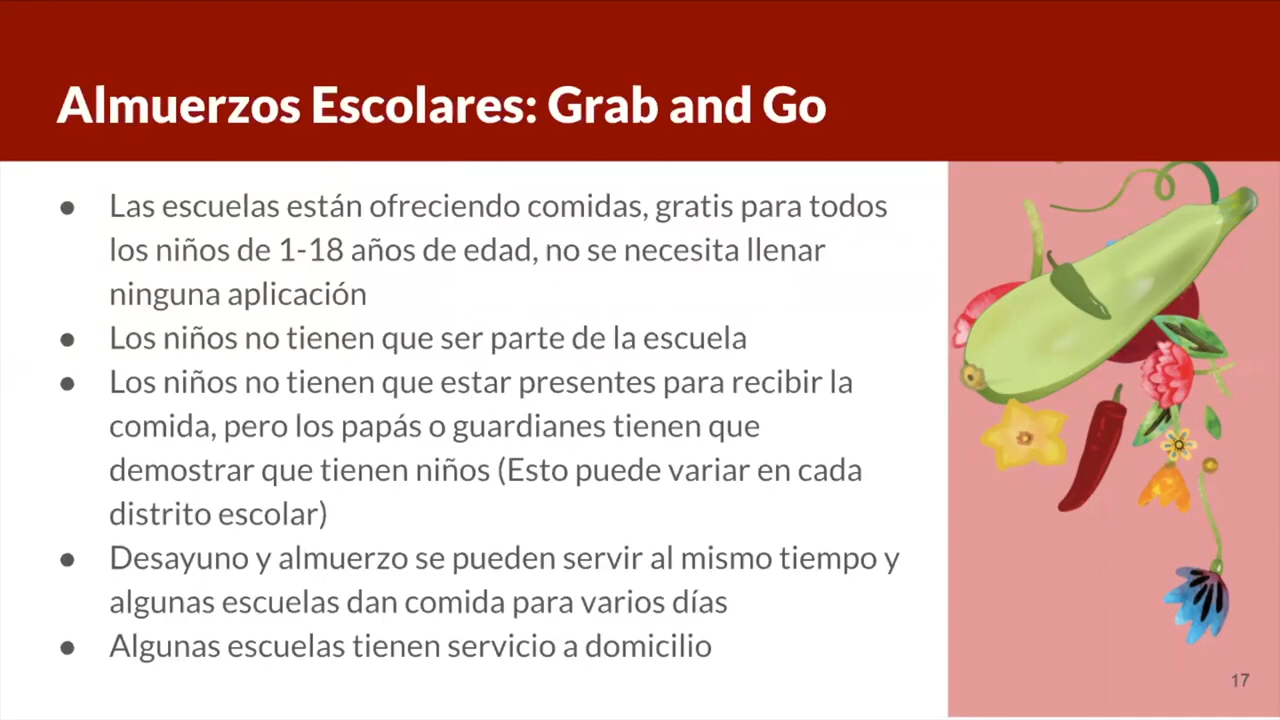 Almuerzos Escolares: Grab and Go
● Las escuelas están ofreciendo comidas, gratis para todos
los niños de 1-18 años de edad, no se necesita llenar
ninguna aplicación
● Los niños no tienen que ser parte de la escuela
● Los niños no tienen que estar presentes para recibir la
comida, pero los papás o guardianes tienen que
demostrar que tienen niños (Esto puede variar en cada
distrito escolar)
● Desayuno y almuerzo se pueden servir al mismo tiempo y
algunas escuelas dan comida para varios días
● Algunas escuelas tienen servicio a domicilio
17